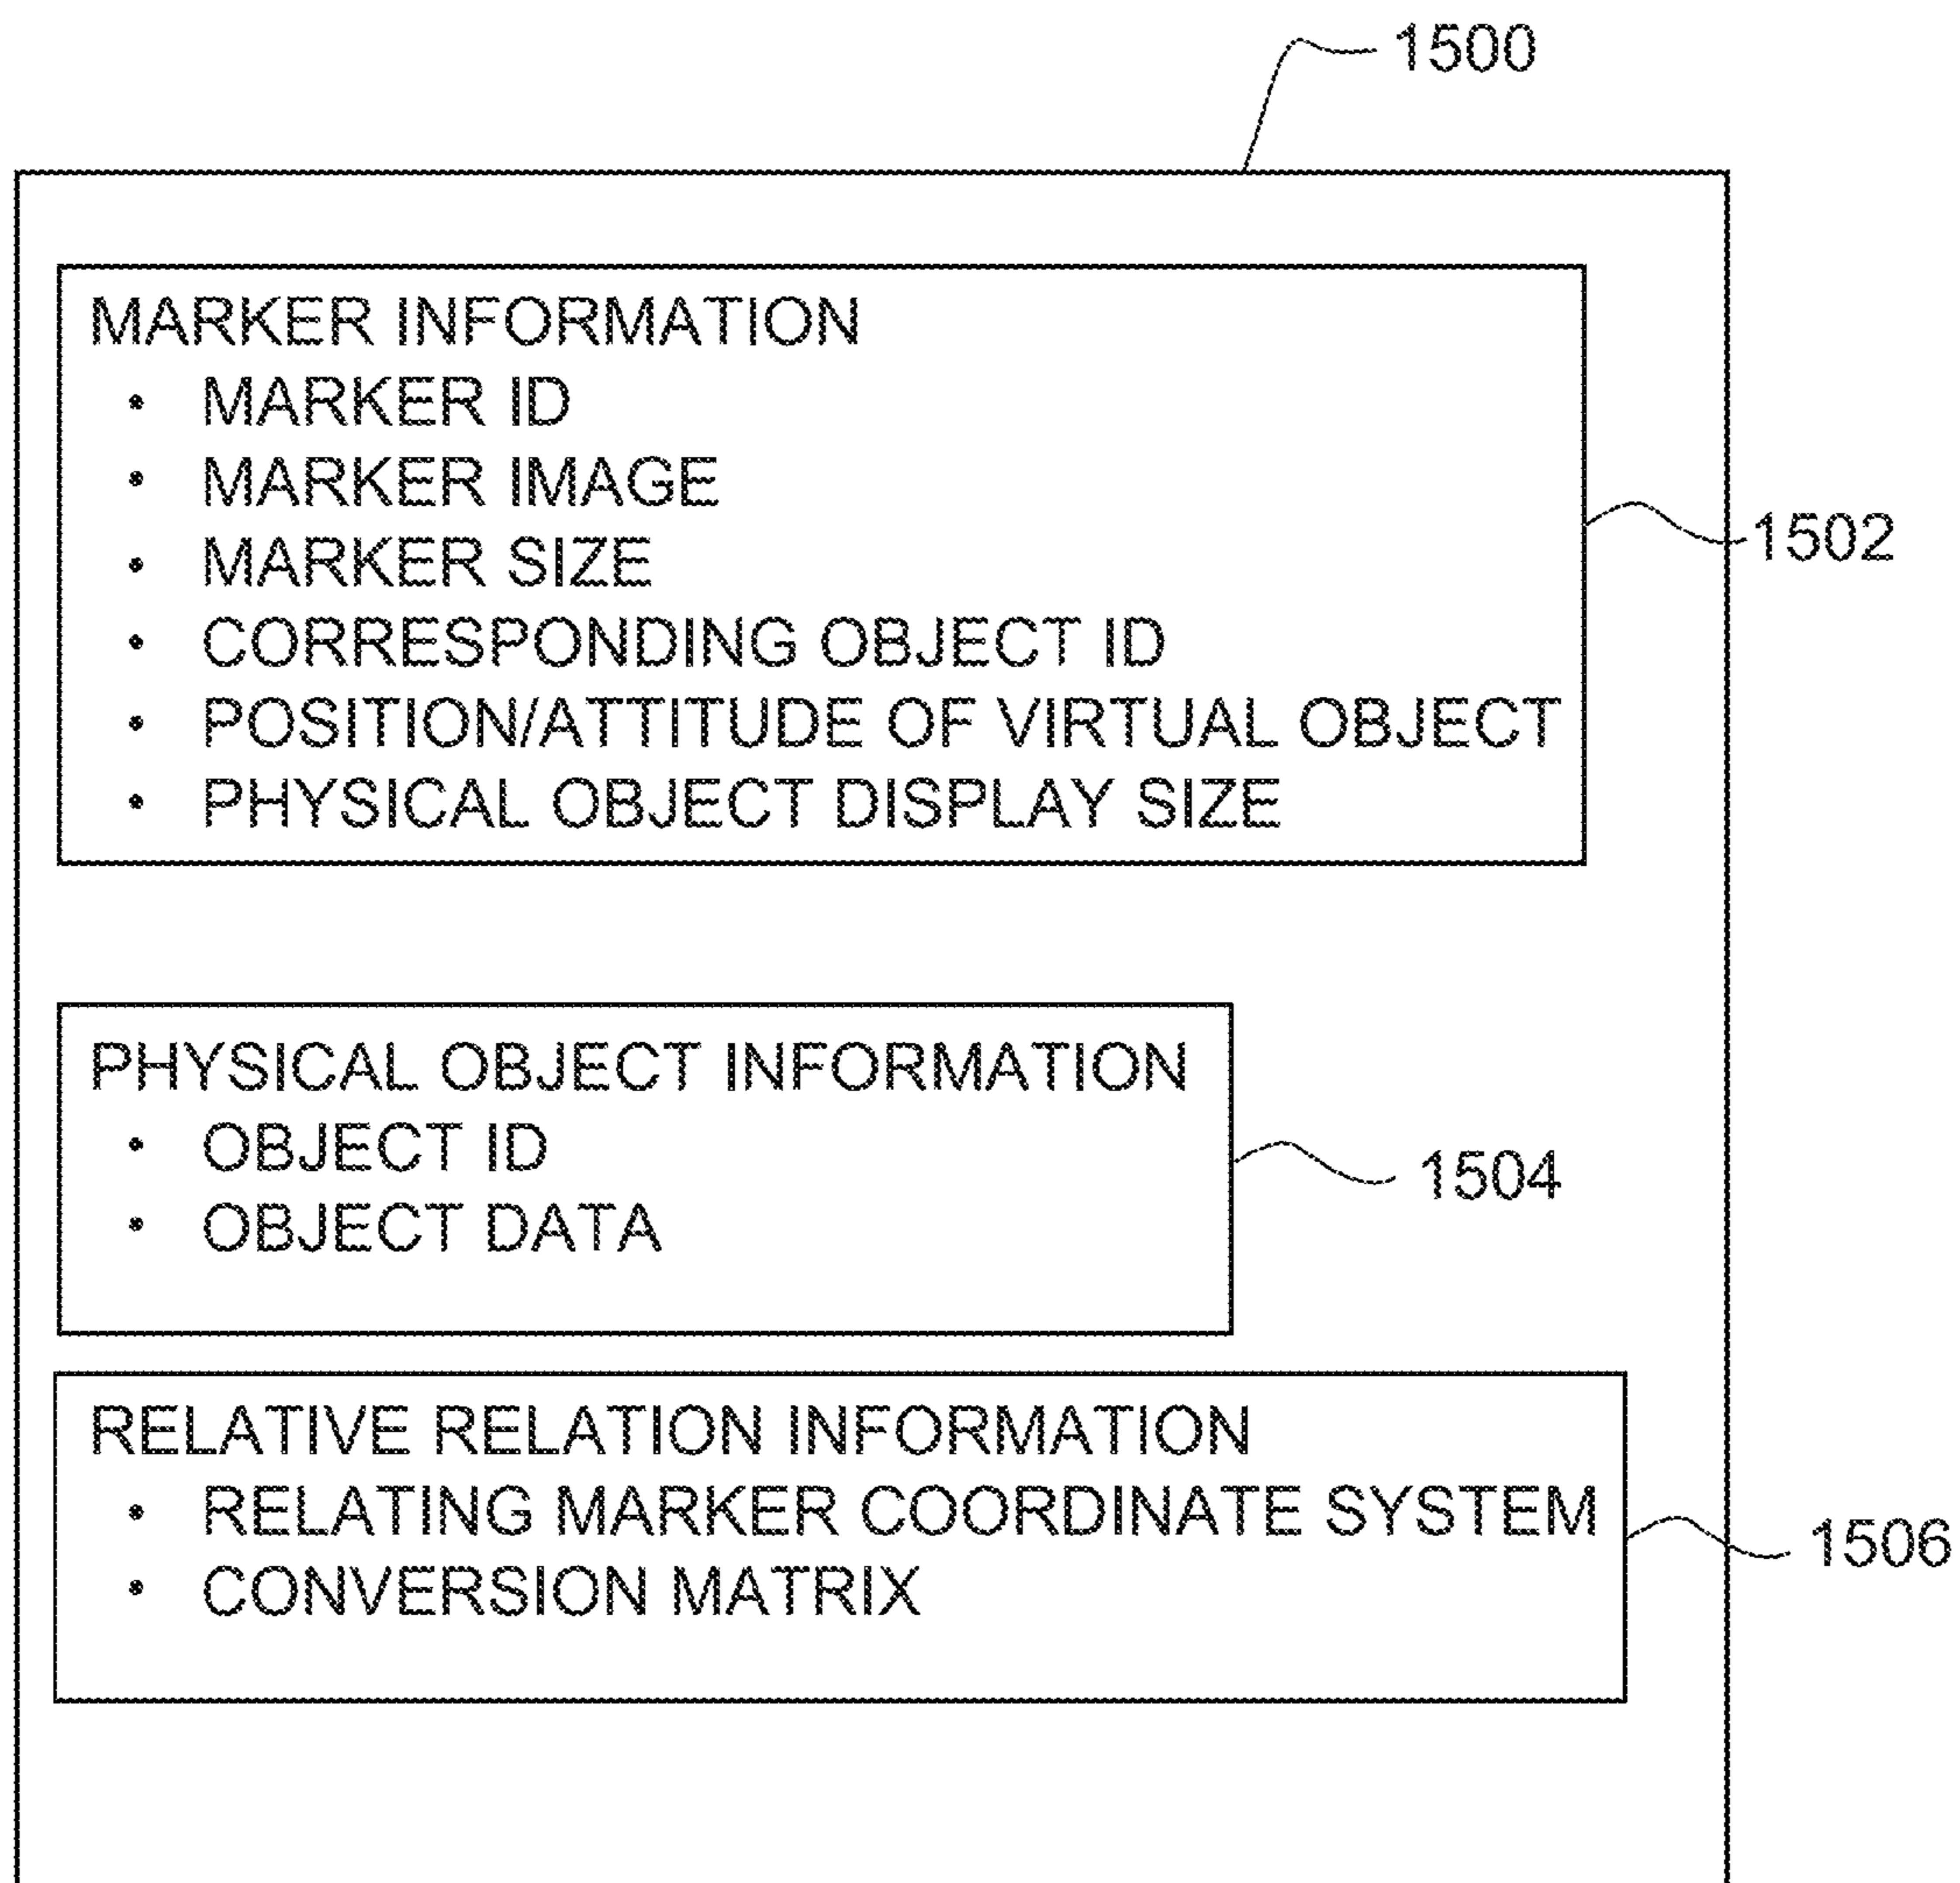 1500
MARKER INFORMATION
• MARKER ID
• MARKER IMAGE
• MARKER SIZE
• CORRESPONDING OBJECT ID
• POSITION/ATTITUDE OF VIRTUAL OBJECT
• PHYSICAL OBJECT DISPLAY SIZE
1502
PHYSICAL OBJECT INFORMATION
• OBJECT ID
• OBJECT DATA
1504
RELATIVE RELATION INFORMATION
• RELATING MARKER COORDINATE SYSTEM
• CONVERSION MATRIX
1506